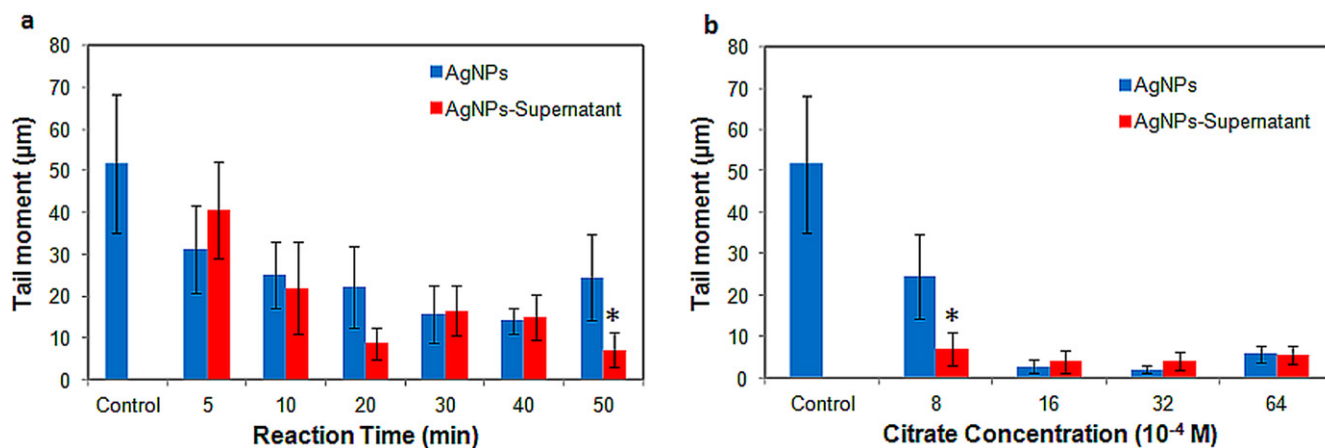 a
80
70
60
50
40
30
20
10
0
Tail moment (µm)
AgNPs
AgNPs-Supernatant
*
Control 5 10 20 30 40 50
Reaction Time (min)
b
80
70
60
50
40
30
20
10
0
Tail moment (µm)
AgNPs
AgNPs-Supernatant
*
Control 8 16 32 64
Citrate Concentration (10⁻⁴ M)